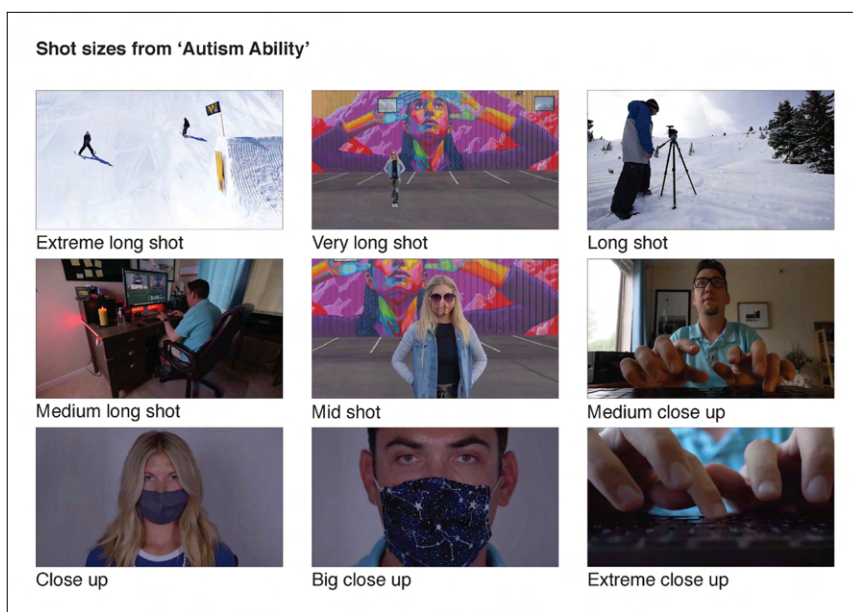 Shot sizes from ‘Autism Ability’
Extreme long shot
Very long shot
Long shot
Medium long shot
Mid shot
Medium close up
Close up
Big close up
Extreme close up